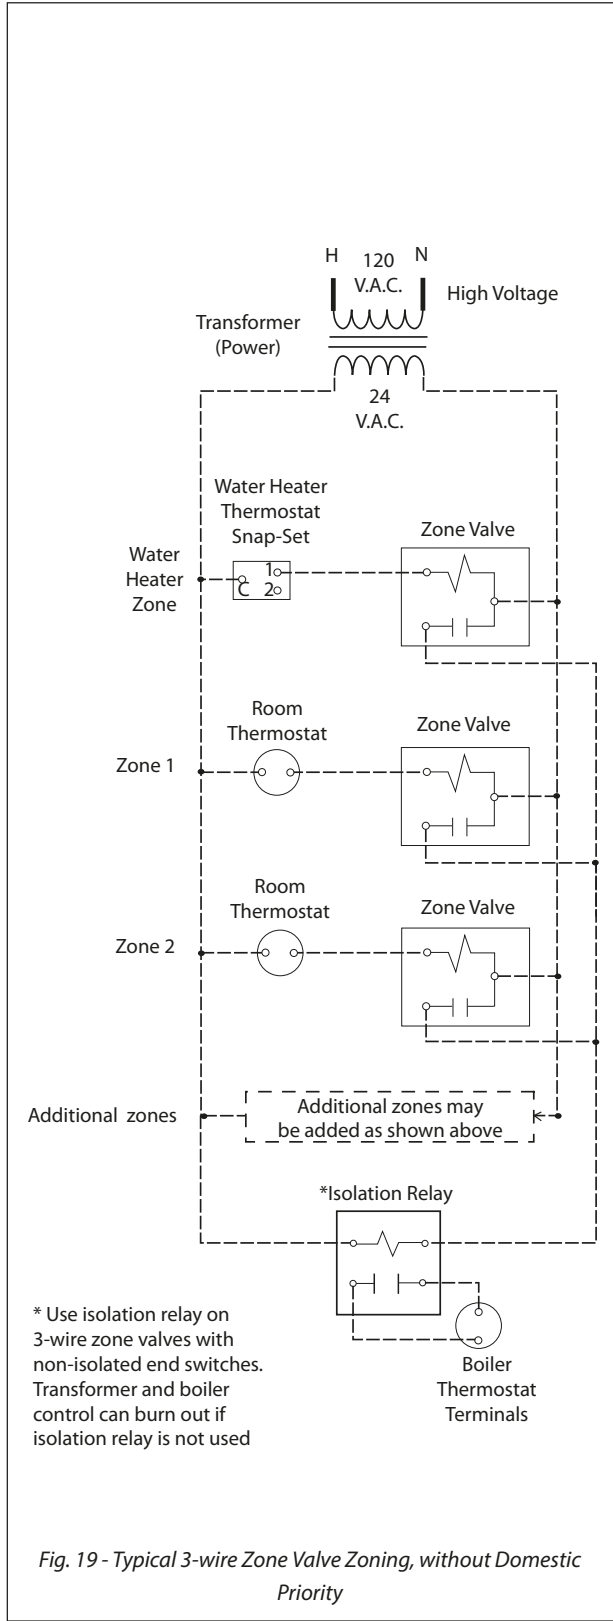 H 120 N
V.A.C.
High Voltage
Transformer
(Power)
24
V.A.C.
Water Heater
Thermostat
Snap-Set
Zone Valve
Water
Heater
Zone
1
C 2
Room
Thermostat
Zone Valve
Zone 1
Room
Thermostat
Zone Valve
Zone 2
Additional zones
Additional zones may
be added as shown above
*Isolation Relay
* Use isolation relay on
3-wire zone valves with
non-isolated end switches.
Transformer and boiler
control can burn out if
isolation relay is not used
Boiler
Thermostat
Terminals
Fig. 19 - Typical 3-wire Zone Valve Zoning, without Domestic
Priority